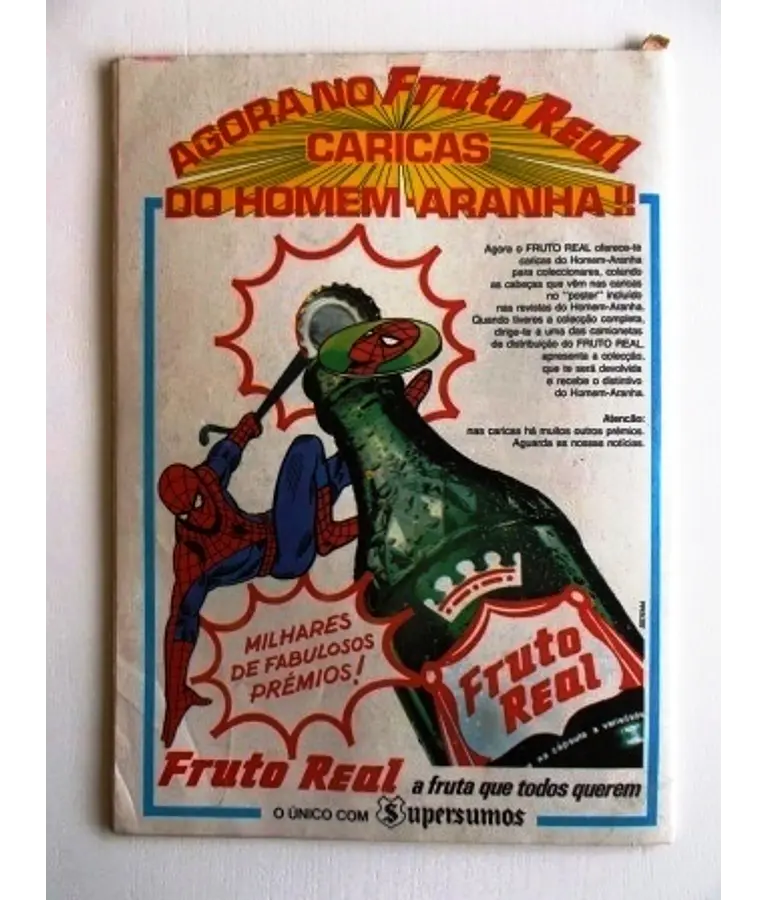 AGORA NO Fruto Real
CARICAS
DO HOMEM-ARANHA!!
Agora o FRUTO REAL oferece-te
caricas do Homem-Aranha
para coleccionares, colando
as cabeças que vêm nas caricas
no "poster" incluído
nas revistas do Homem-Aranha.
Quando tiveres a colecção completa,
dirige-te a uma das camionetas
de distribuição do FRUTO REAL,
apresenta a colecção,
que te será devolvida
e recebe o distintivo
do Homem-Aranha.
Atencão:
nas caricas há muitos outros prémios.
Aguarda as nossas notícias.
MILHARES
DE FABULOSOS
PRÉMIOS!
Fruto
REAL
na cápsula a variedade
Fruto REAL a fruta que todos querem
O ÚNICO COM Supersumos